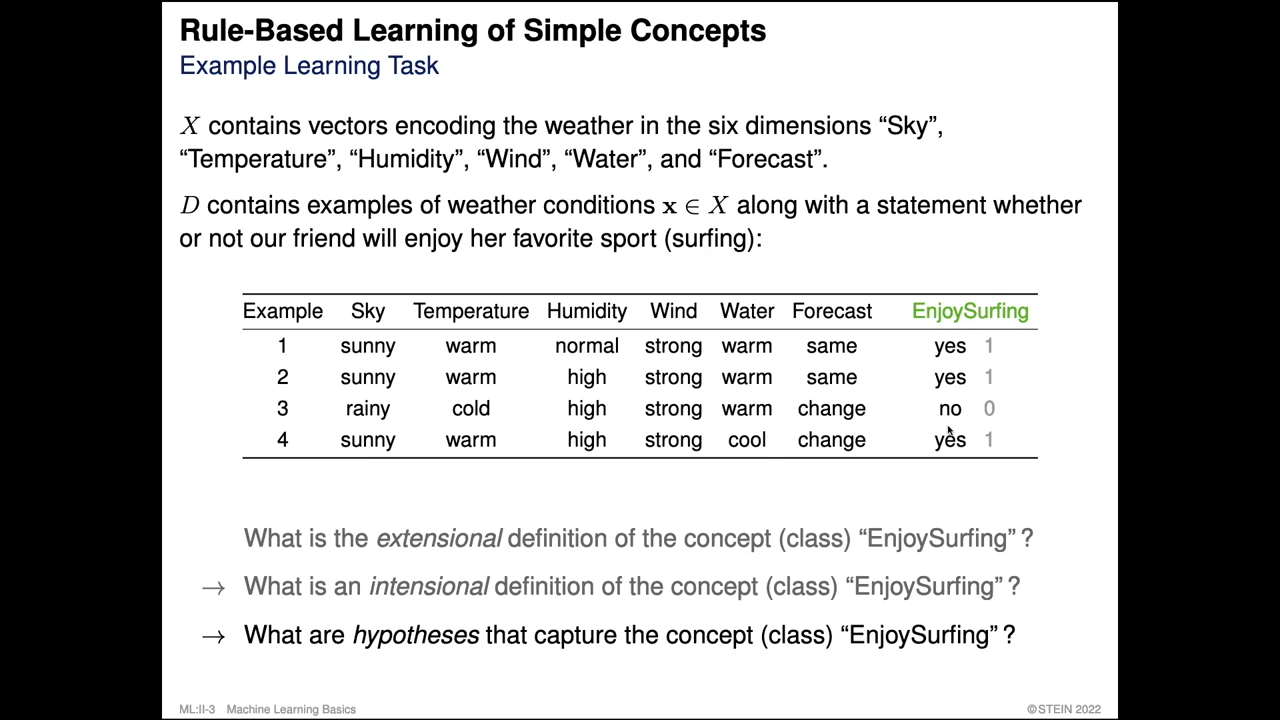 Rule-Based Learning of Simple Concepts
Example Learning Task
X contains vectors encoding the weather in the six dimensions “Sky”,
“Temperature”, “Humidity”, “Wind”, “Water”, and “Forecast”.
D contains examples of weather conditions x ∈ X along with a statement whether
or not our friend will enjoy her favorite sport (surfing):
Example Sky Temperature Humidity Wind Water Forecast EnjoySurfing
1 sunny warm normal strong warm same yes 1
2 sunny warm high strong warm same yes 1
3 rainy cold high strong warm change no 0
4 sunny warm high strong cool change yes 1
What is the extensional definition of the concept (class) “EnjoySurfing” ?
→ What is an intensional definition of the concept (class) “EnjoySurfing” ?
→ What are hypotheses that capture the concept (class) “EnjoySurfing” ?
ML:II-3 Machine Learning Basics ©STEIN 2022